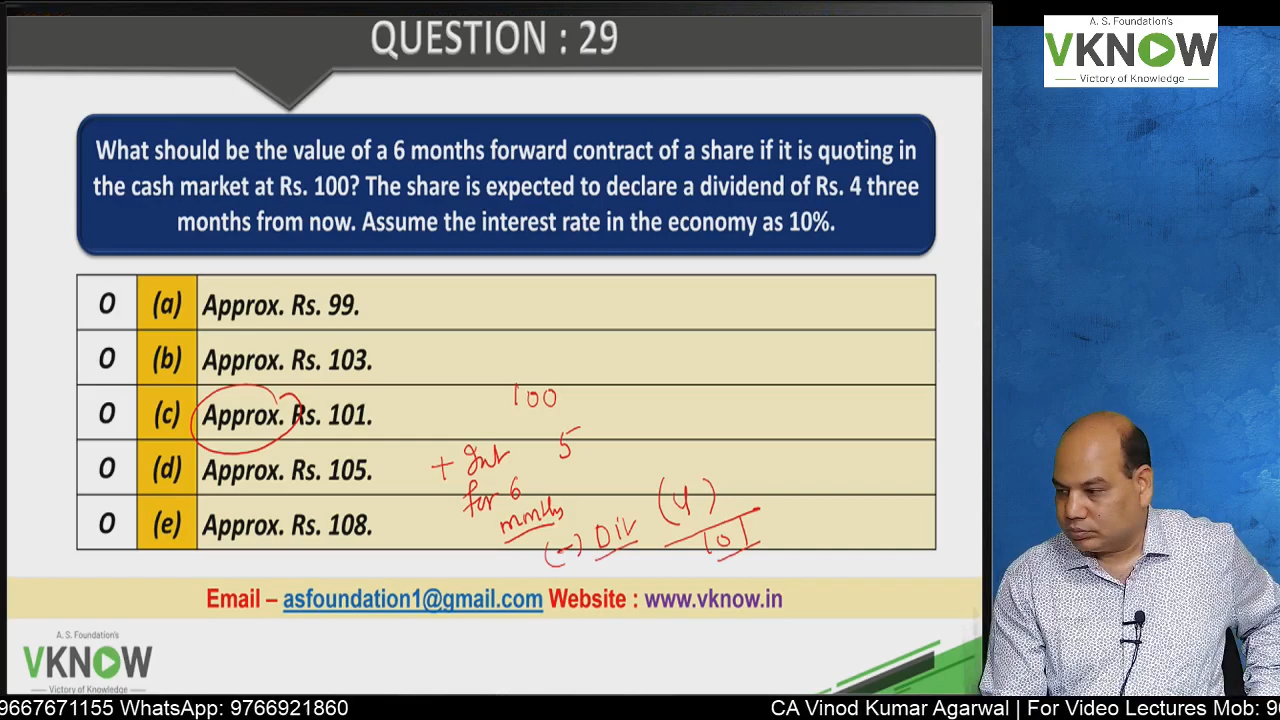 QUESTION : 29
A. S. Foundation's
VKNOW
Victory of Knowledge
What should be the value of a 6 months forward contract of a share if it is quoting in
the cash market at Rs. 100? The share is expected to declare a dividend of Rs. 4 three
months from now. Assume the interest rate in the economy as 10%.
O (a) Approx. Rs. 99.
O (b) Approx. Rs. 103.
O (c) Approx. Rs. 101.
O (d) Approx. Rs. 105.
O (e) Approx. Rs. 108.
100
+ Int 5
for 6
months
(-) Div (4)
101
Email – asfoundation1@gmail.com Website : www.vknow.in
A. S. Foundation's
VKNOW
Victory of Knowledge
9667671155 WhatsApp: 9766921860 CA Vinod Kumar Agarwal | For Video Lectures Mob: 96